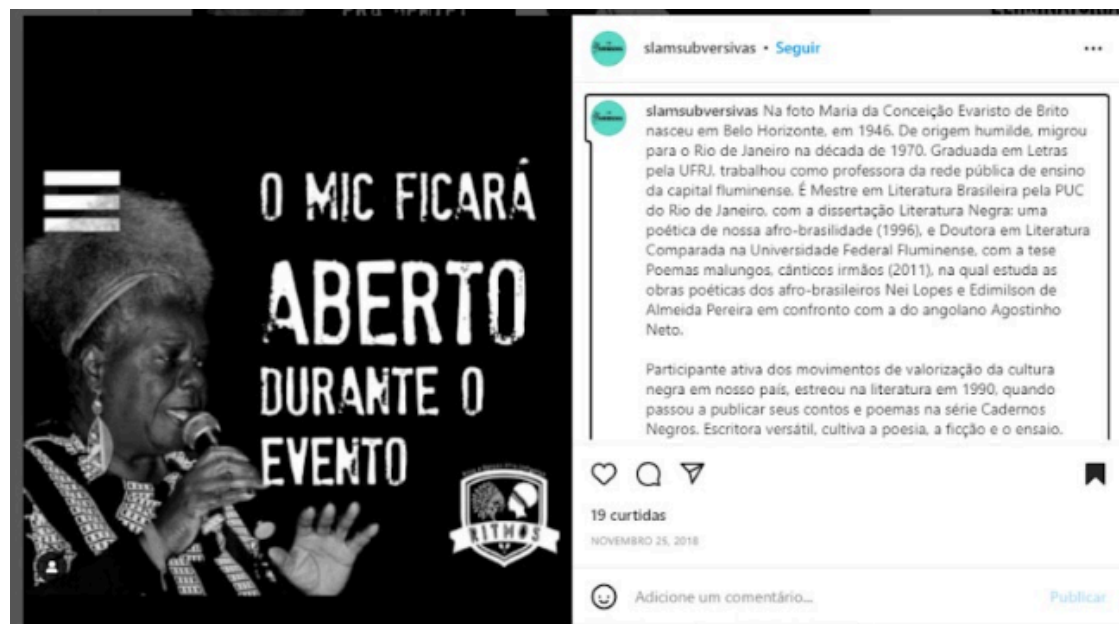 O MIC FICARÁ
ABERTO
DURANTE O
EVENTO
RITMOS
slamsubversivas • Seguir
slamsubversivas Na foto Maria da Conceição Evaristo de Brito
nasceu em Belo Horizonte, em 1946. De origem humilde, migrou
para o Rio de Janeiro na década de 1970. Graduada em Letras
pela UFRJ, trabalhou como professora da rede pública de ensino
da capital fluminense. É Mestre em Literatura Brasileira pela PUC
do Rio de Janeiro, com a dissertação Literatura Negra: uma
poética de nossa afro-brasilidade (1996), e Doutora em Literatura
Comparada na Universidade Federal Fluminense, com a tese
Poemas malungos, cânticos irmãos (2011), na qual estuda as
obras poéticas dos afro-brasileiros Nei Lopes e Edimilson de
Almeida Pereira em confronto com a do angolano Agostinho
Neto.
Participante ativa dos movimentos de valorização da cultura
negra em nosso país, estreou na literatura em 1990, quando
passou a publicar seus contos e poemas na série Cadernos
Negros. Escritora versátil, cultiva a poesia, a ficção e o ensaio.
19 curtidas
NOVEMBRO 25, 2018
Adicione um comentário...
Publicar